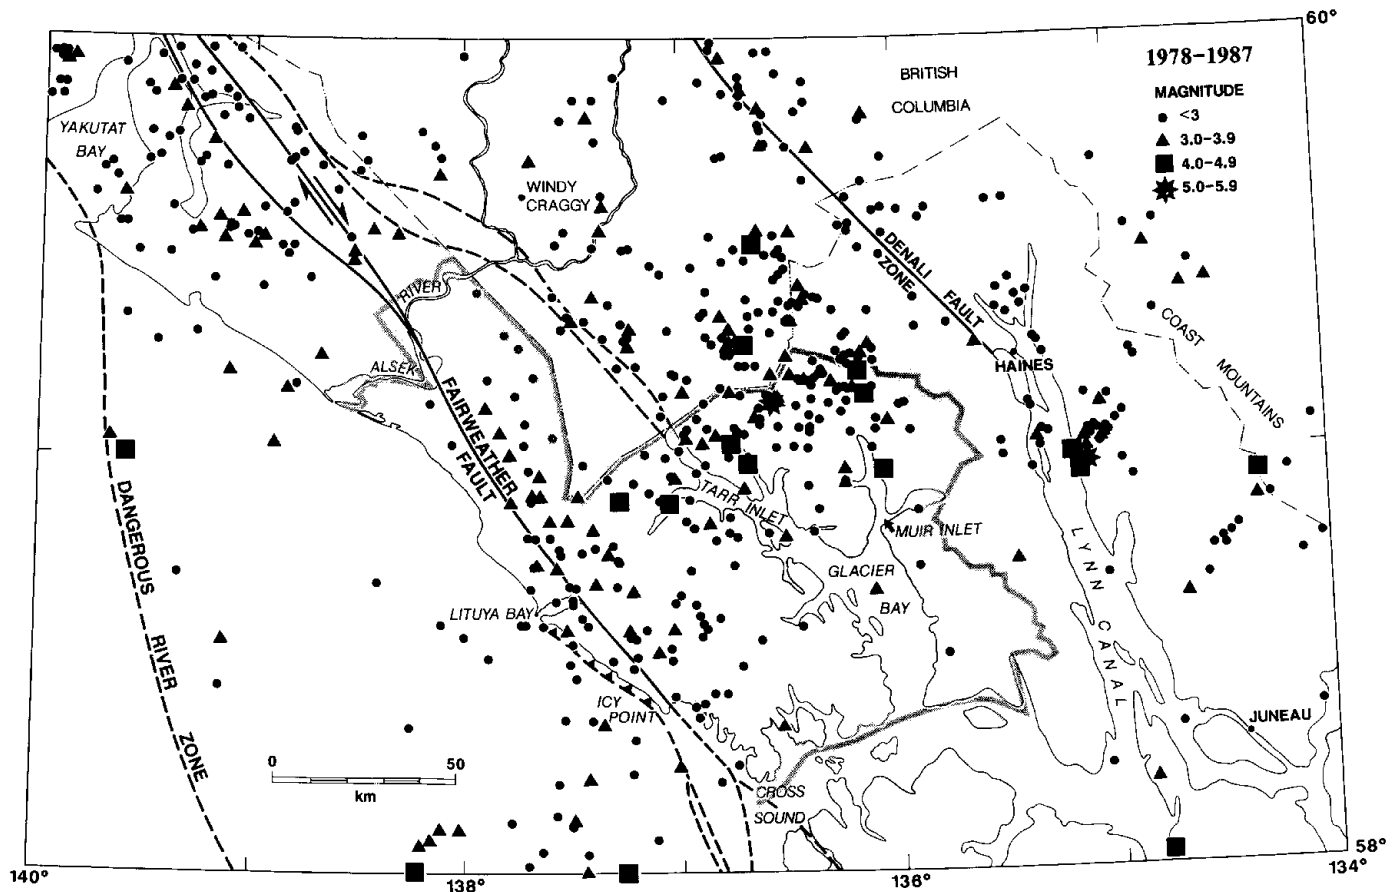 60°
1978–1987
MAGNITUDE
<3
3.0–3.9
4.0–4.9
5.0–5.9
BRITISH
COLUMBIA
YAKUTAT
BAY
WINDY
CRAGGY
DENALI
FAULT
ZONE
RIVER
ALSEK
COAST
MOUNTAINS
HAINES
FAIRWEATHER
FAULT
TARR INLET
MUIR INLET
GLACIER
BAY
LYNN CANAL
DANGEROUS
RIVER
ZONE
LITUYA BAY
ICY
POINT
JUNEAU
0
50
km
CROSS
SOUND
58°
140°
138°
136°
134°